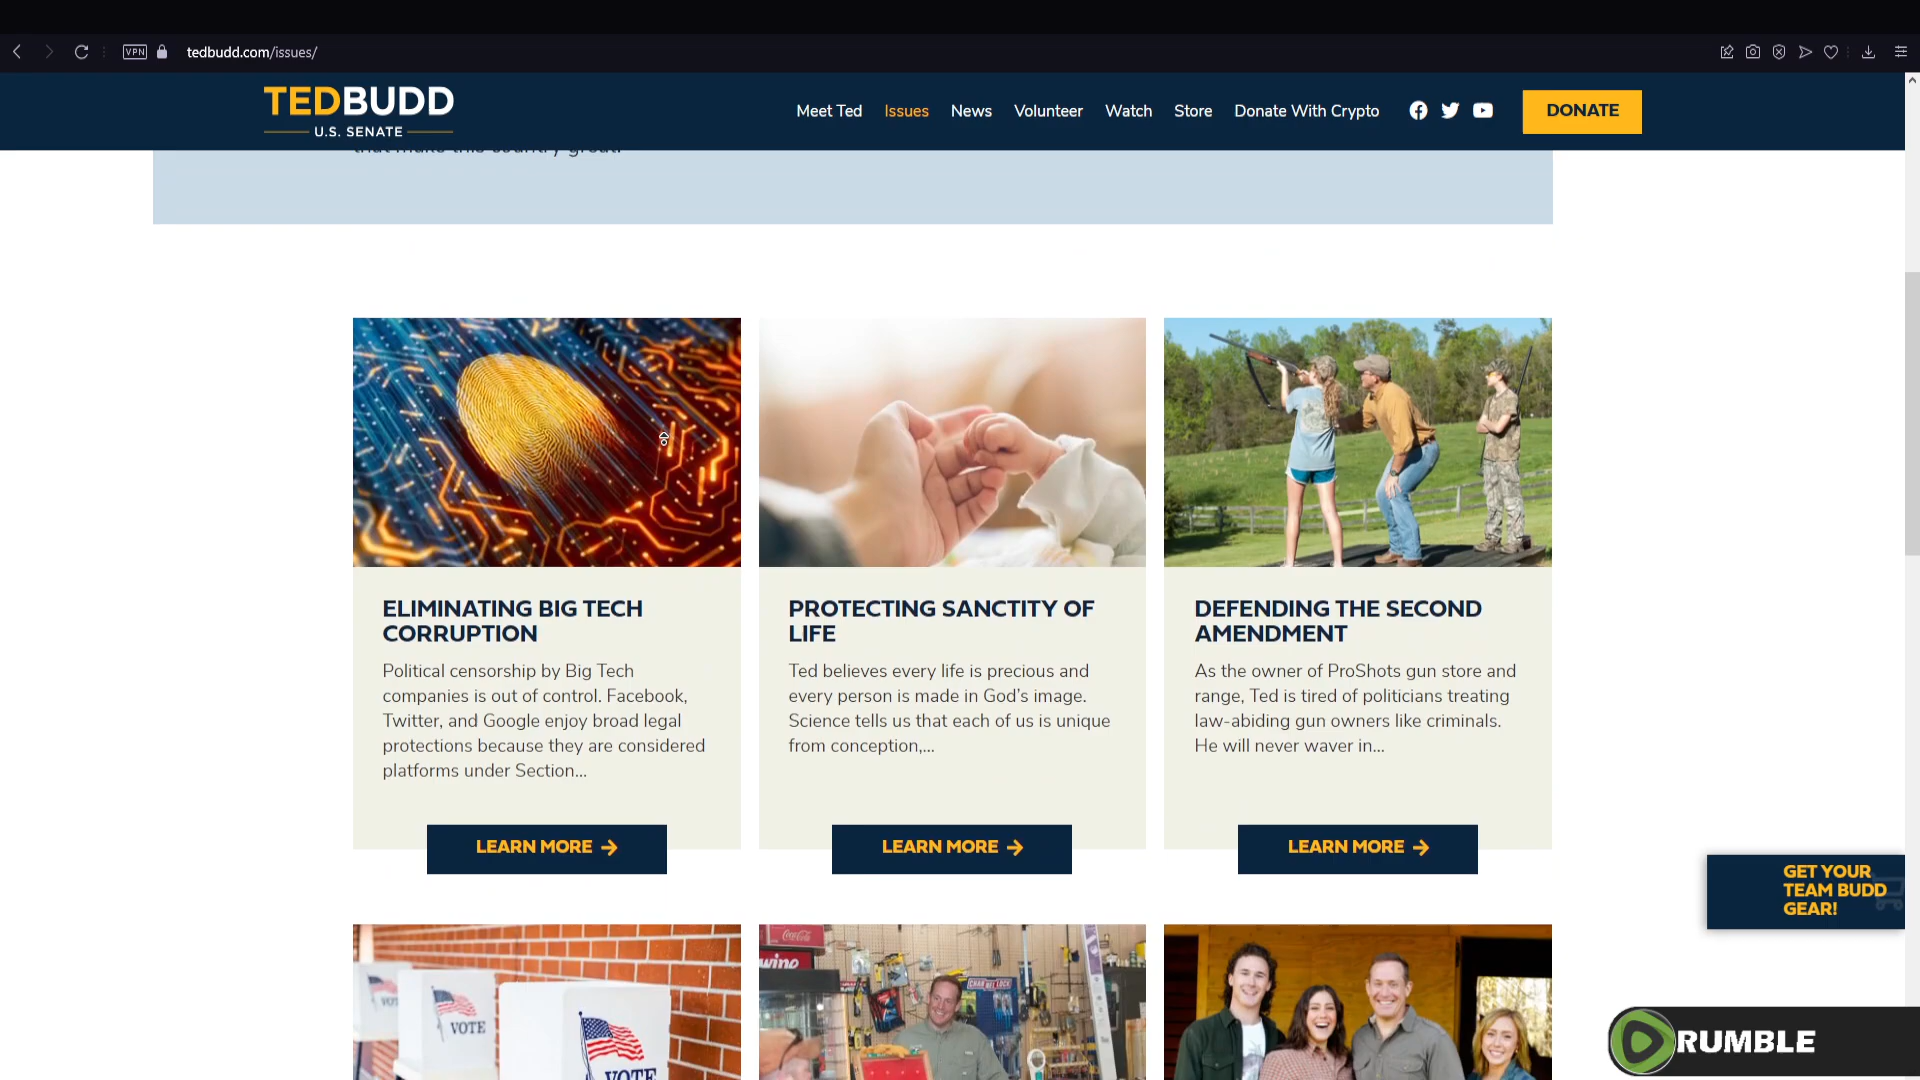 VPN
tedbudd.com/issues/
TEDBUDD
U.S. SENATE
Meet Ted
Issues
News
Volunteer
Watch
Store
Donate With Crypto
DONATE
that make this country great.
ELIMINATING BIG TECH
CORRUPTION
Political censorship by Big Tech
companies is out of control. Facebook,
Twitter, and Google enjoy broad legal
protections because they are considered
platforms under Section...
LEARN MORE
PROTECTING SANCTITY OF
LIFE
Ted believes every life is precious and
every person is made in God's image.
Science tells us that each of us is unique
from conception,...
LEARN MORE
DEFENDING THE SECOND
AMENDMENT
As the owner of ProShots gun store and
range, Ted is tired of politicians treating
law-abiding gun owners like criminals.
He will never waver in...
LEARN MORE
GET YOUR
TEAM BUDD
GEAR!
VOTE
VOTE
Coca-Cola
wine
CHANNELLOCK
RUMBLE